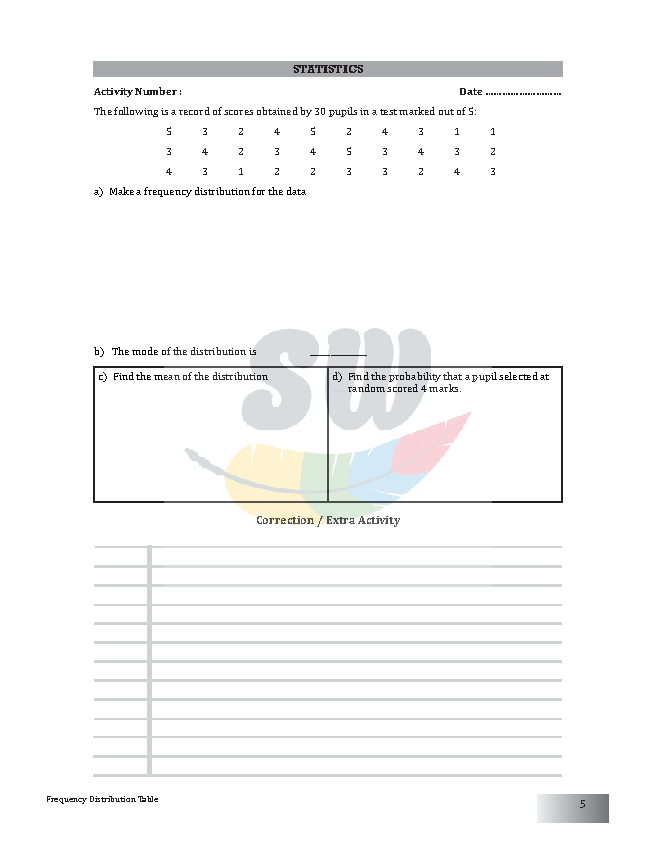 STATISTICS
Activity Number : Date ............................
The following is a record of scores obtained by 30 pupils in a test marked out of 5:
5 3 2 4 5 2 4 3 1 1
3 4 2 3 4 5 3 4 3 2
4 3 1 2 2 3 3 2 4 3
a) Make a frequency distribution for the data
b) The mode of the distribution is __________
c) Find the mean of the distribution
d) Find the probability that a pupil selected at
random scored 4 marks.
SW
Correction / Extra Activity
Frequency Distribution Table
5